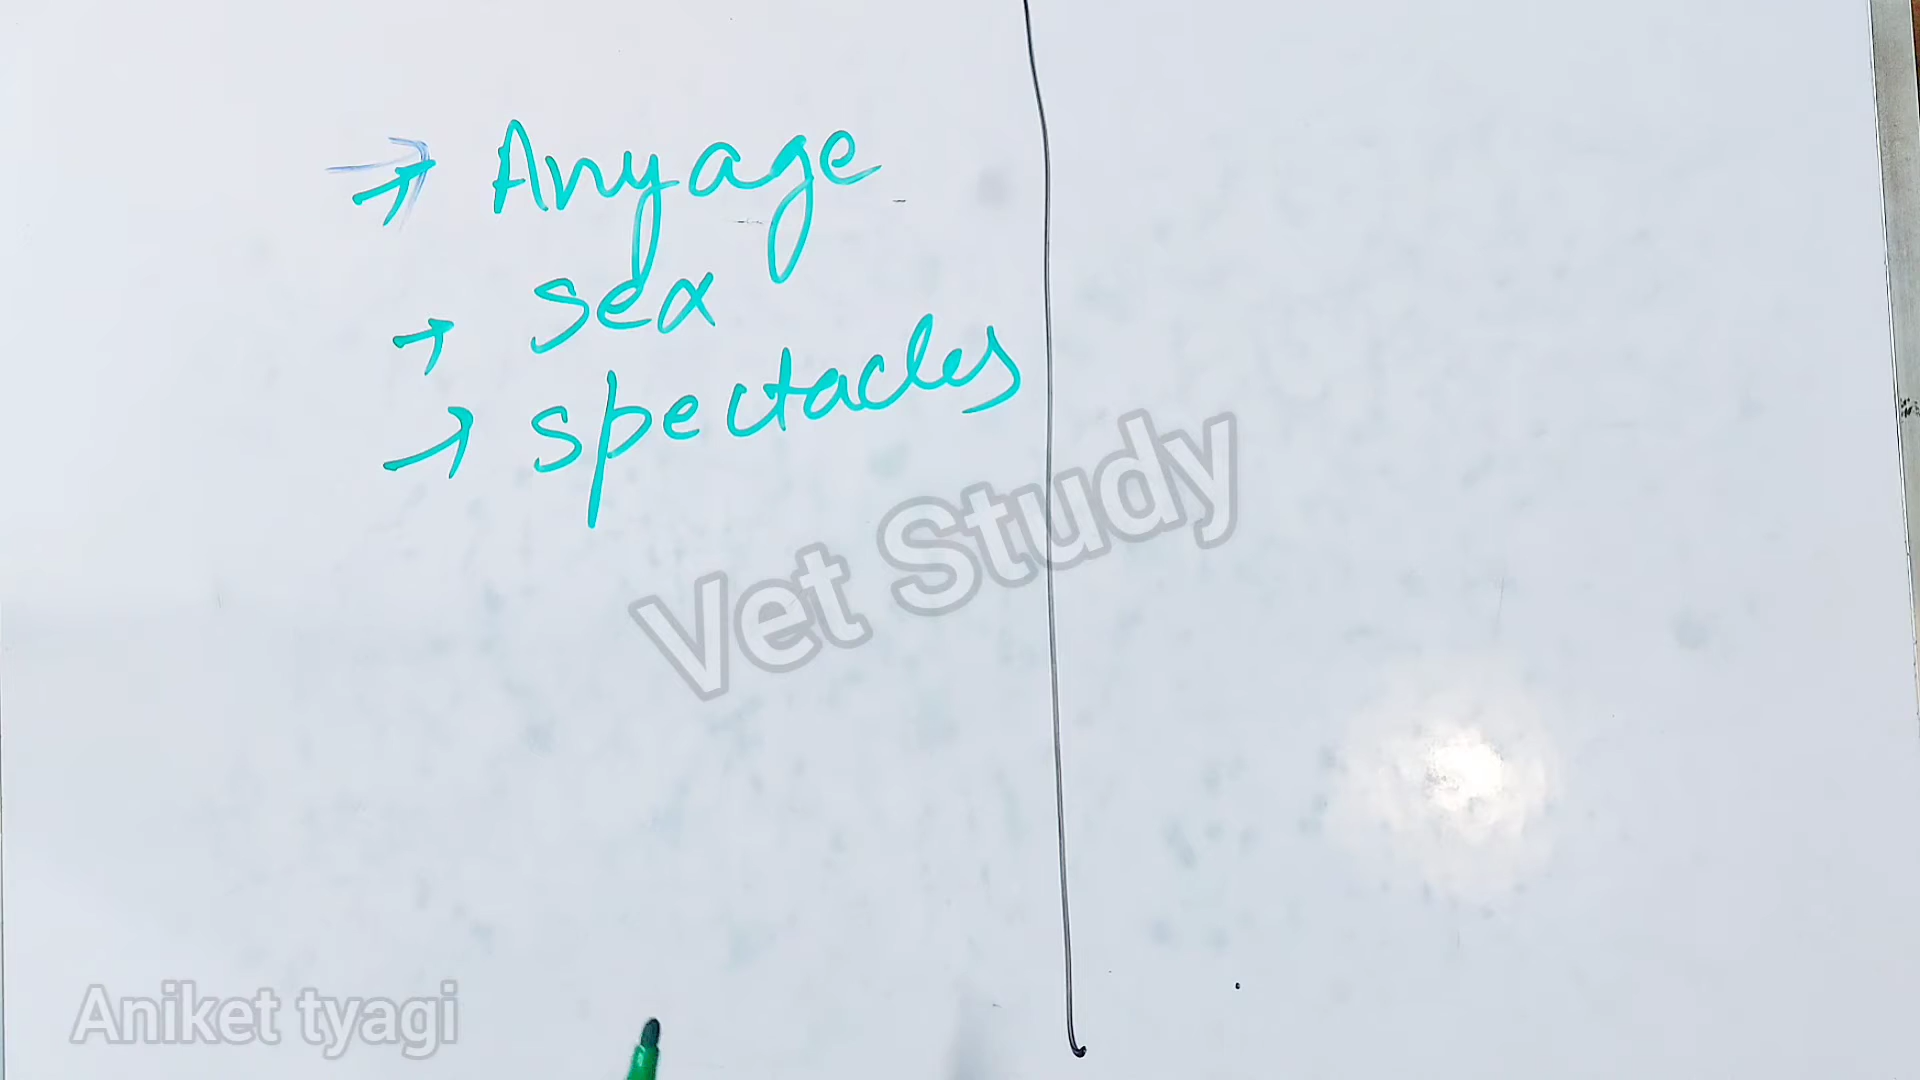 → Any age
→ sex
→ spectacles
Vet Study
Aniket tyagi